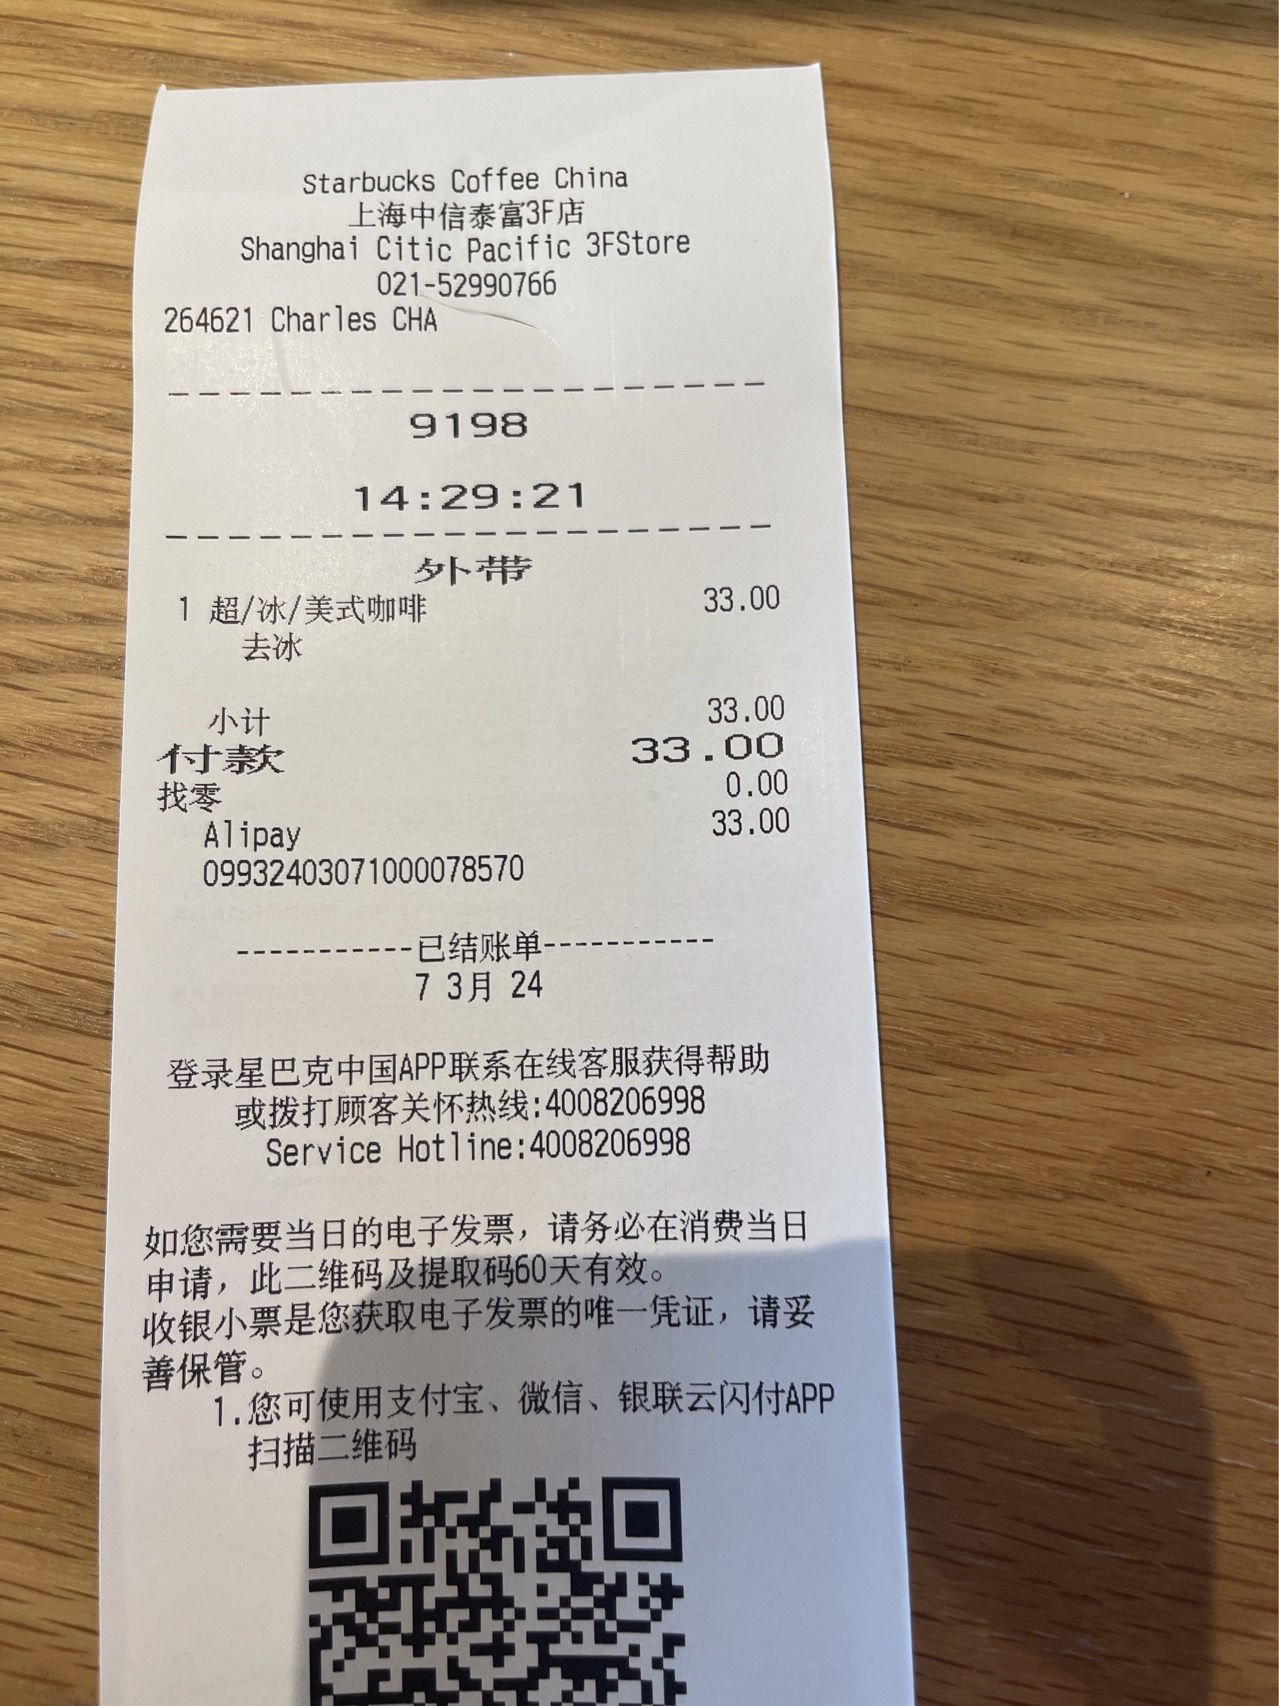 Starbucks Coffee China
上海中信泰富3F店
Shanghai Citic Pacific 3FStore
021-52990766
264621 Charles CHA
9198
14:29:21
外带
1 超/冰/美式咖啡 33.00
去冰
小计 33.00
付款 33.00
找零 0.00
Alipay 33.00
09932403071000078570
-----------已结账单-----------
7 3月 24
登录星巴克中国APP联系在线客服获得帮助
或拨打顾客关怀热线:4008206998
Service Hotline:4008206998
如您需要当日的电子发票，请务必在消费当日
申请，此二维码及提取码60天有效。
收银小票是您获取电子发票的唯一凭证，请妥
善保管。
1.您可使用支付宝、微信、银联云闪付APP
扫描二维码